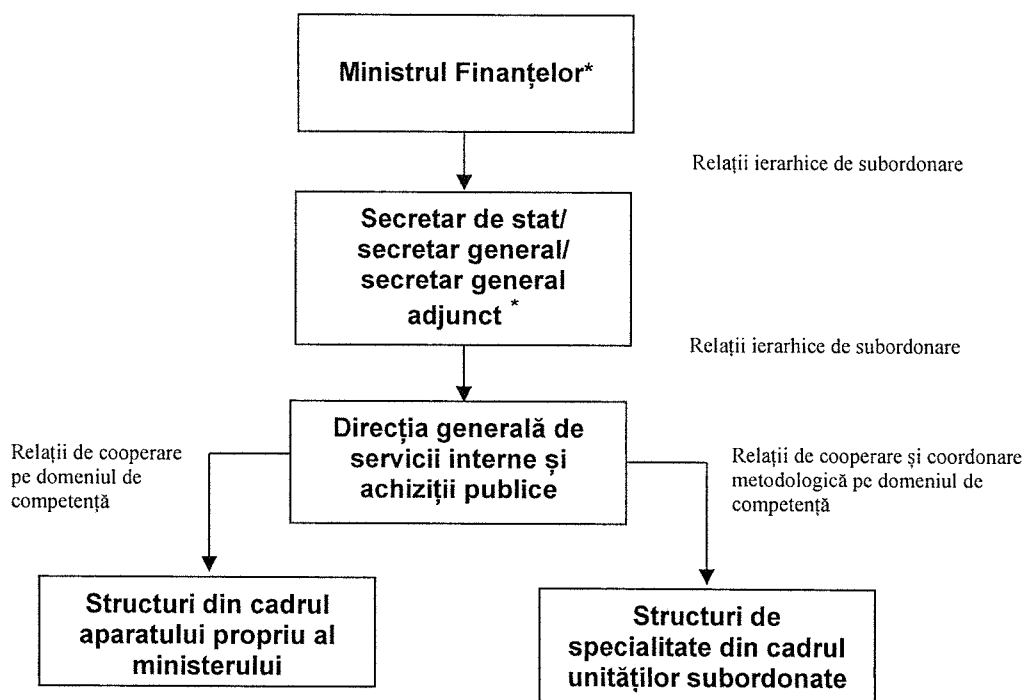 Ministrul Finanțelor*
Relații ierarhice de subordonare
Secretar de stat/
secretar general/
secretar general
adjunct *
Relații ierarhice de subordonare
Direcția generală de
servicii interne și
achiziții publice
Relații de cooperare
pe domeniul de
competență
Relații de cooperare și coordonare
metodologică pe domeniul de
competență
Structuri din cadrul
aparatului propriu al
ministerului
Structuri de
specialitate din cadrul
unităților subordonate